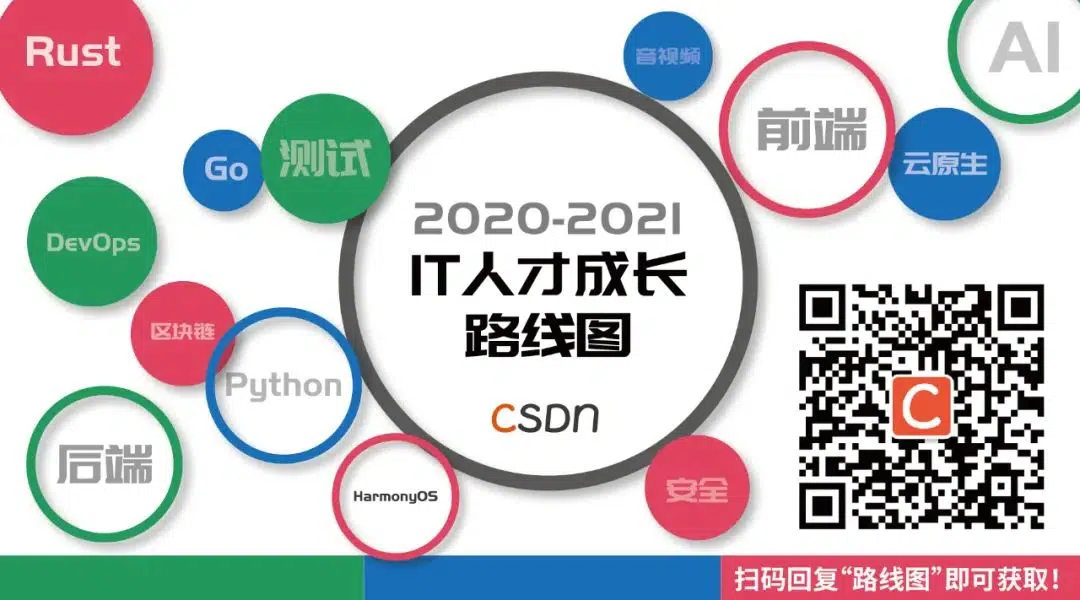 Rust
音视频
AI
前端
Go
测试
云原生
2020-2021
IT人才成长
路线图
DevOps
区块链
Python
CSDN
后端
HarmonyOS
安全
C
扫码回复“路线图”即可获取！